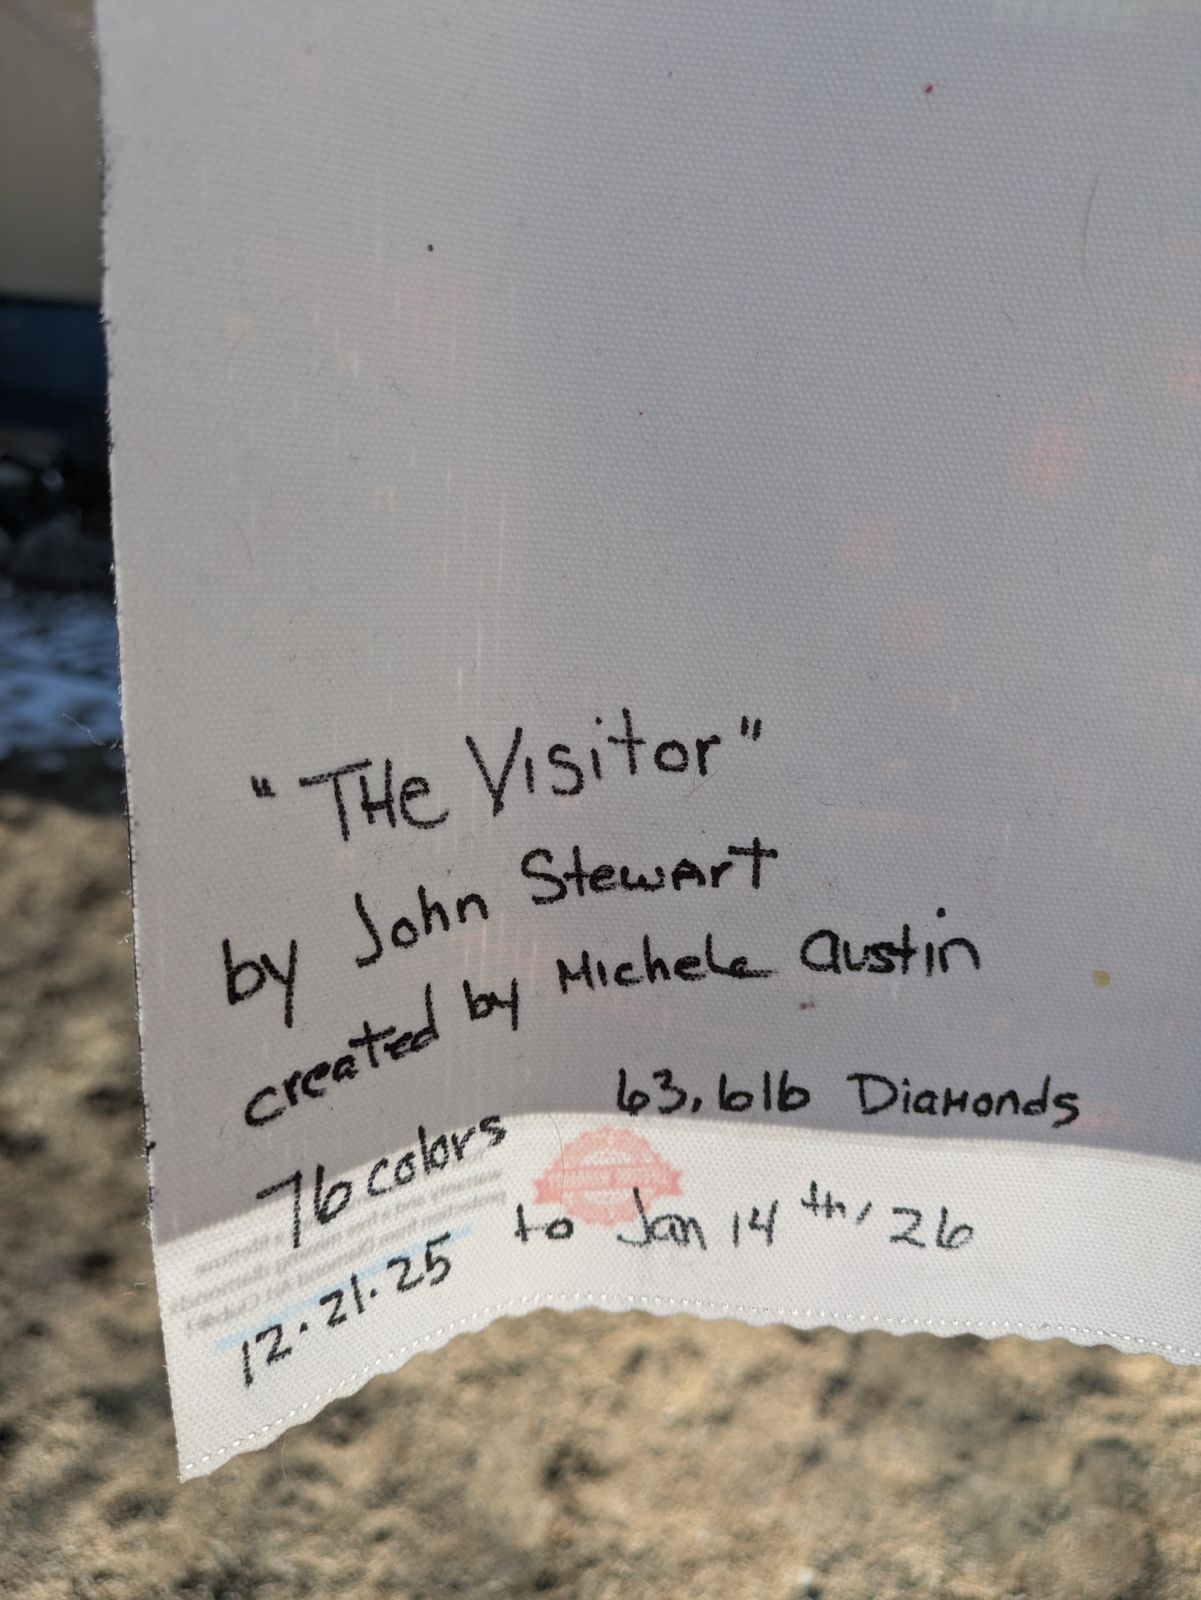 "THe Visitor"
by John Stewart
created by Michele Austin
63,616 Diamonds
76 colors
12.21.25 to Jan 14th/26